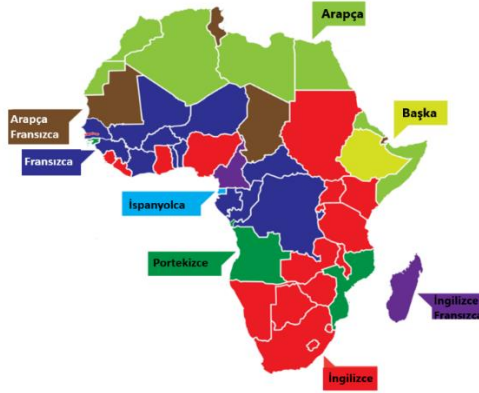 Arapça
Arapça
Fransızca
Başka
Fransızca
İspanyolca
Portekizce
İngilizce
Fransızca
İngilizce